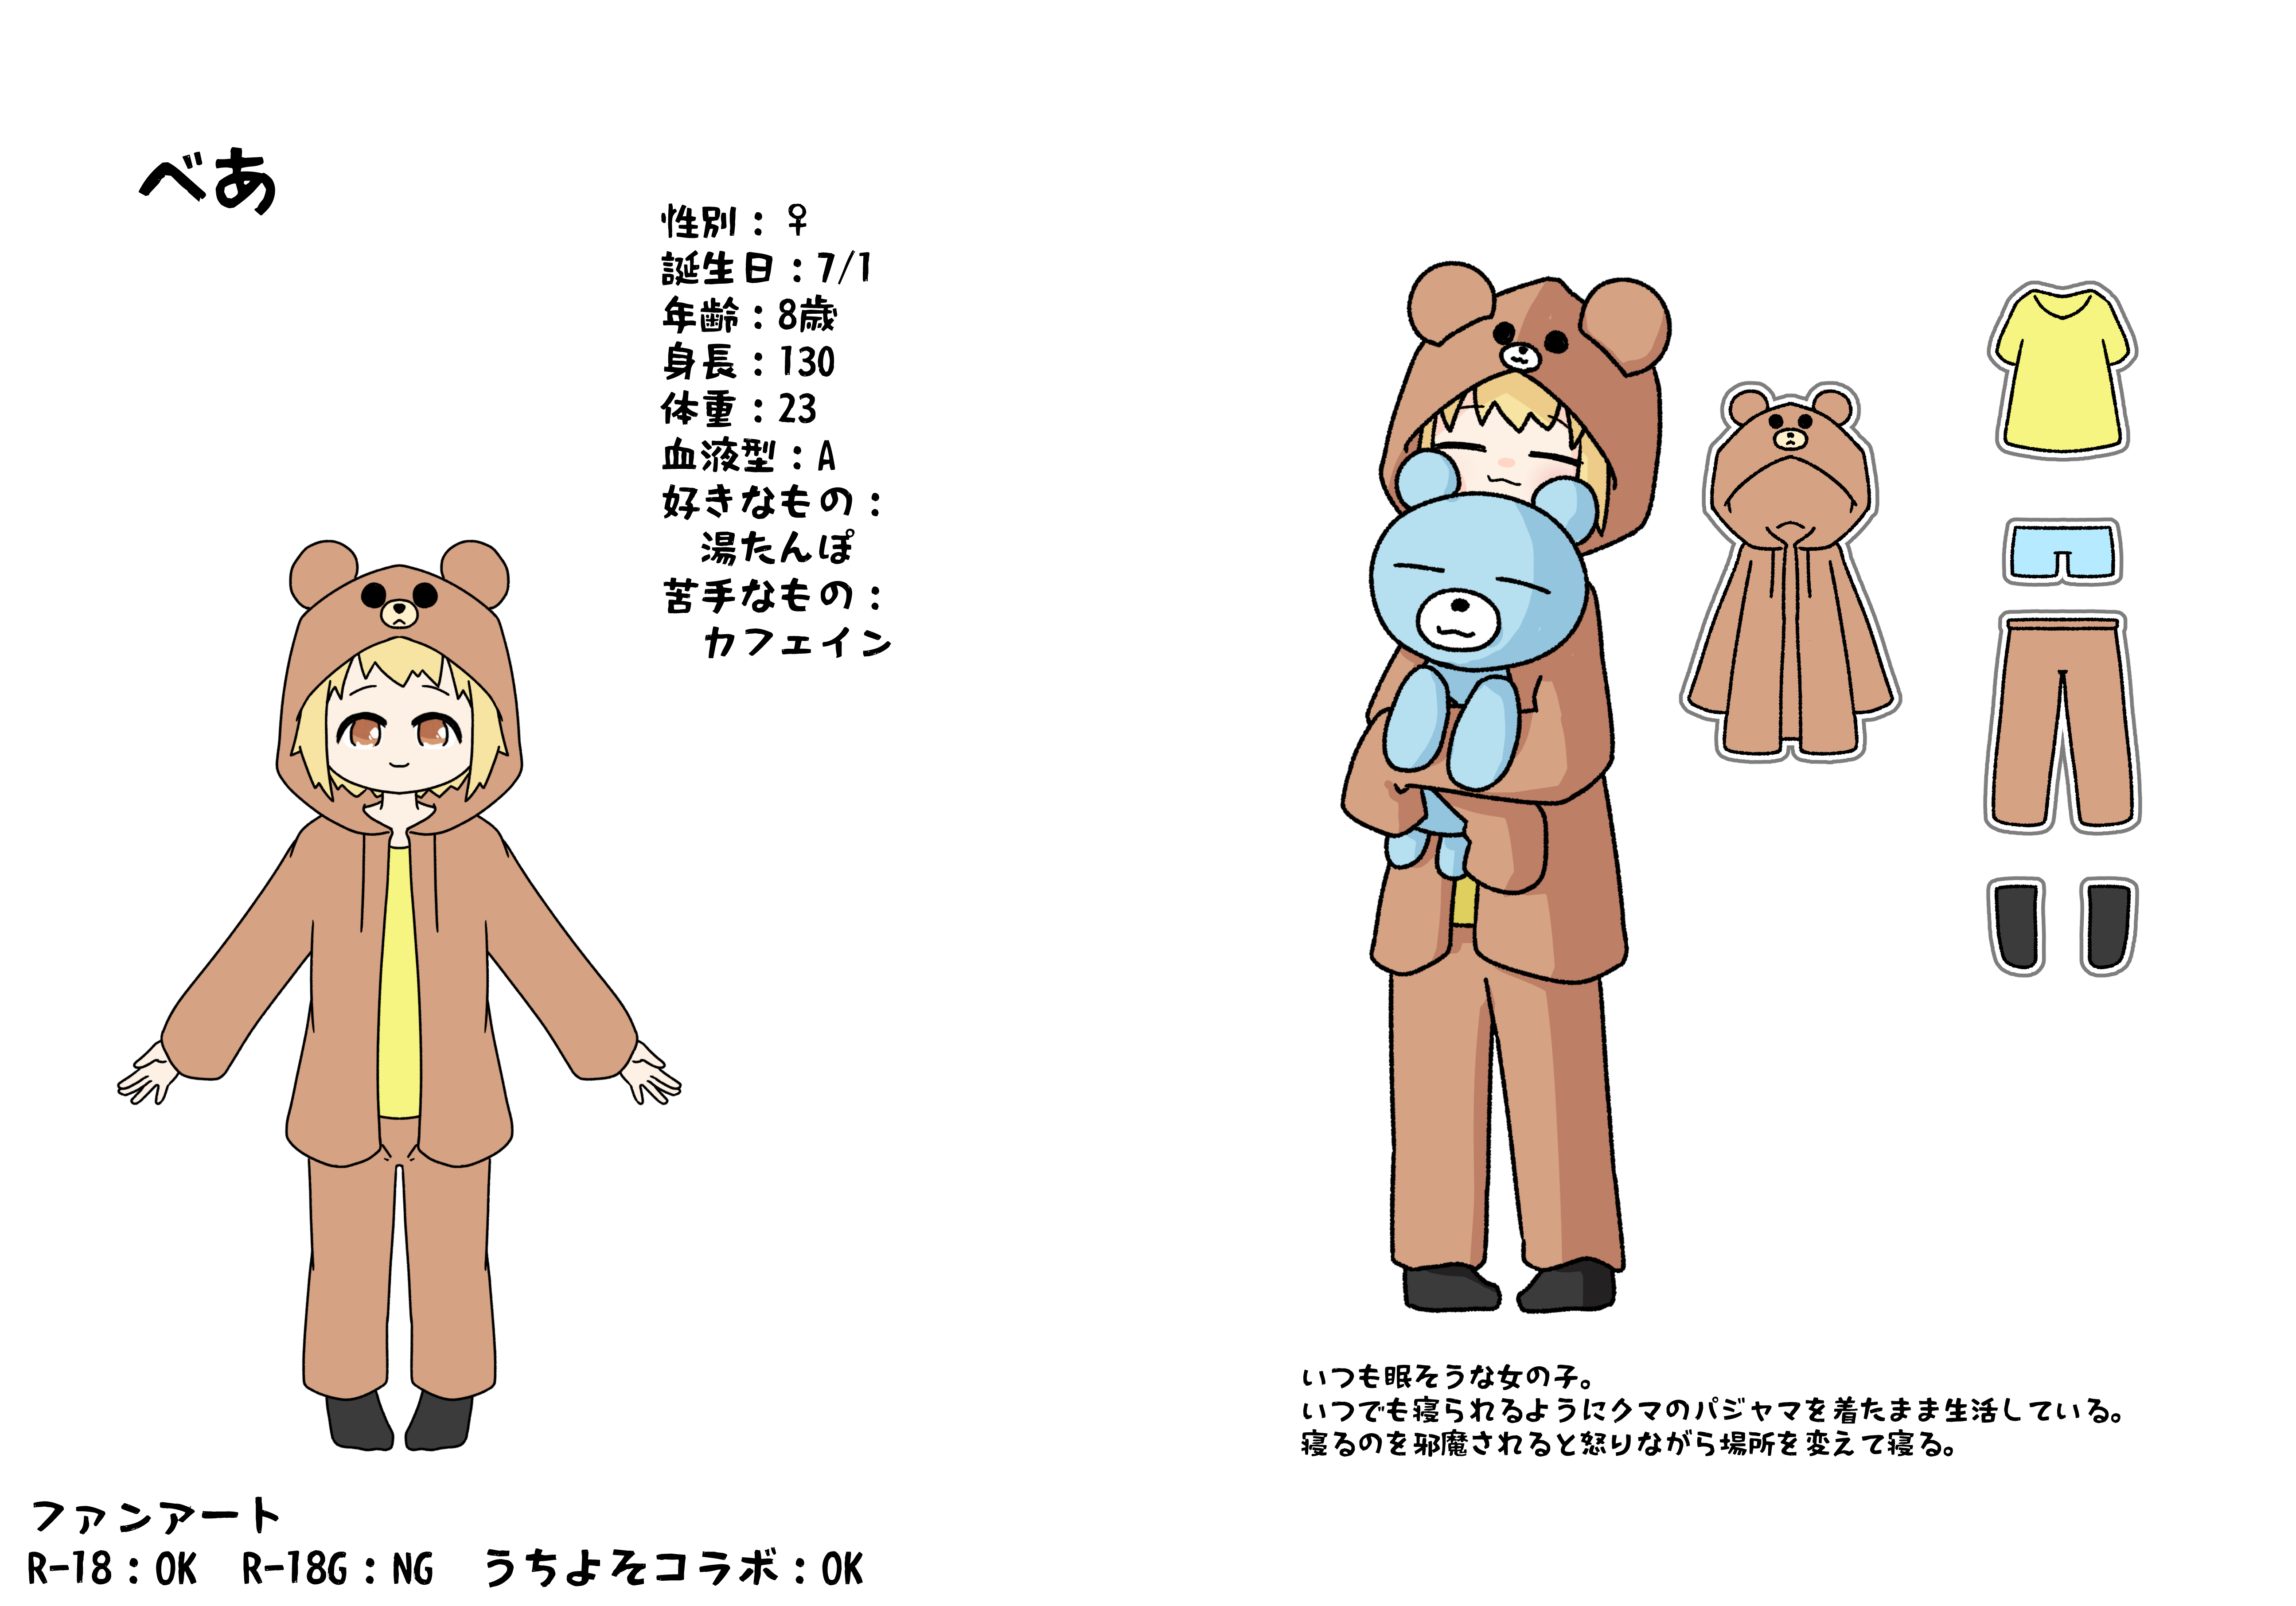 べあ
性別：♀
誕生日：7/1
年齢：8歳
身長：130
体重：23
血液型：A
好きなもの：
湯たんぽ
苦手なもの：
カフェイン
いつも眠そうな女の子。
いつでも寝られるようにクマのパジャマを着たまま生活している。
寝るのを邪魔されると怒りながら場所を変えて寝る。
ファンアート
R-18：OK　R-18G：NG　うちよそコラボ：OK